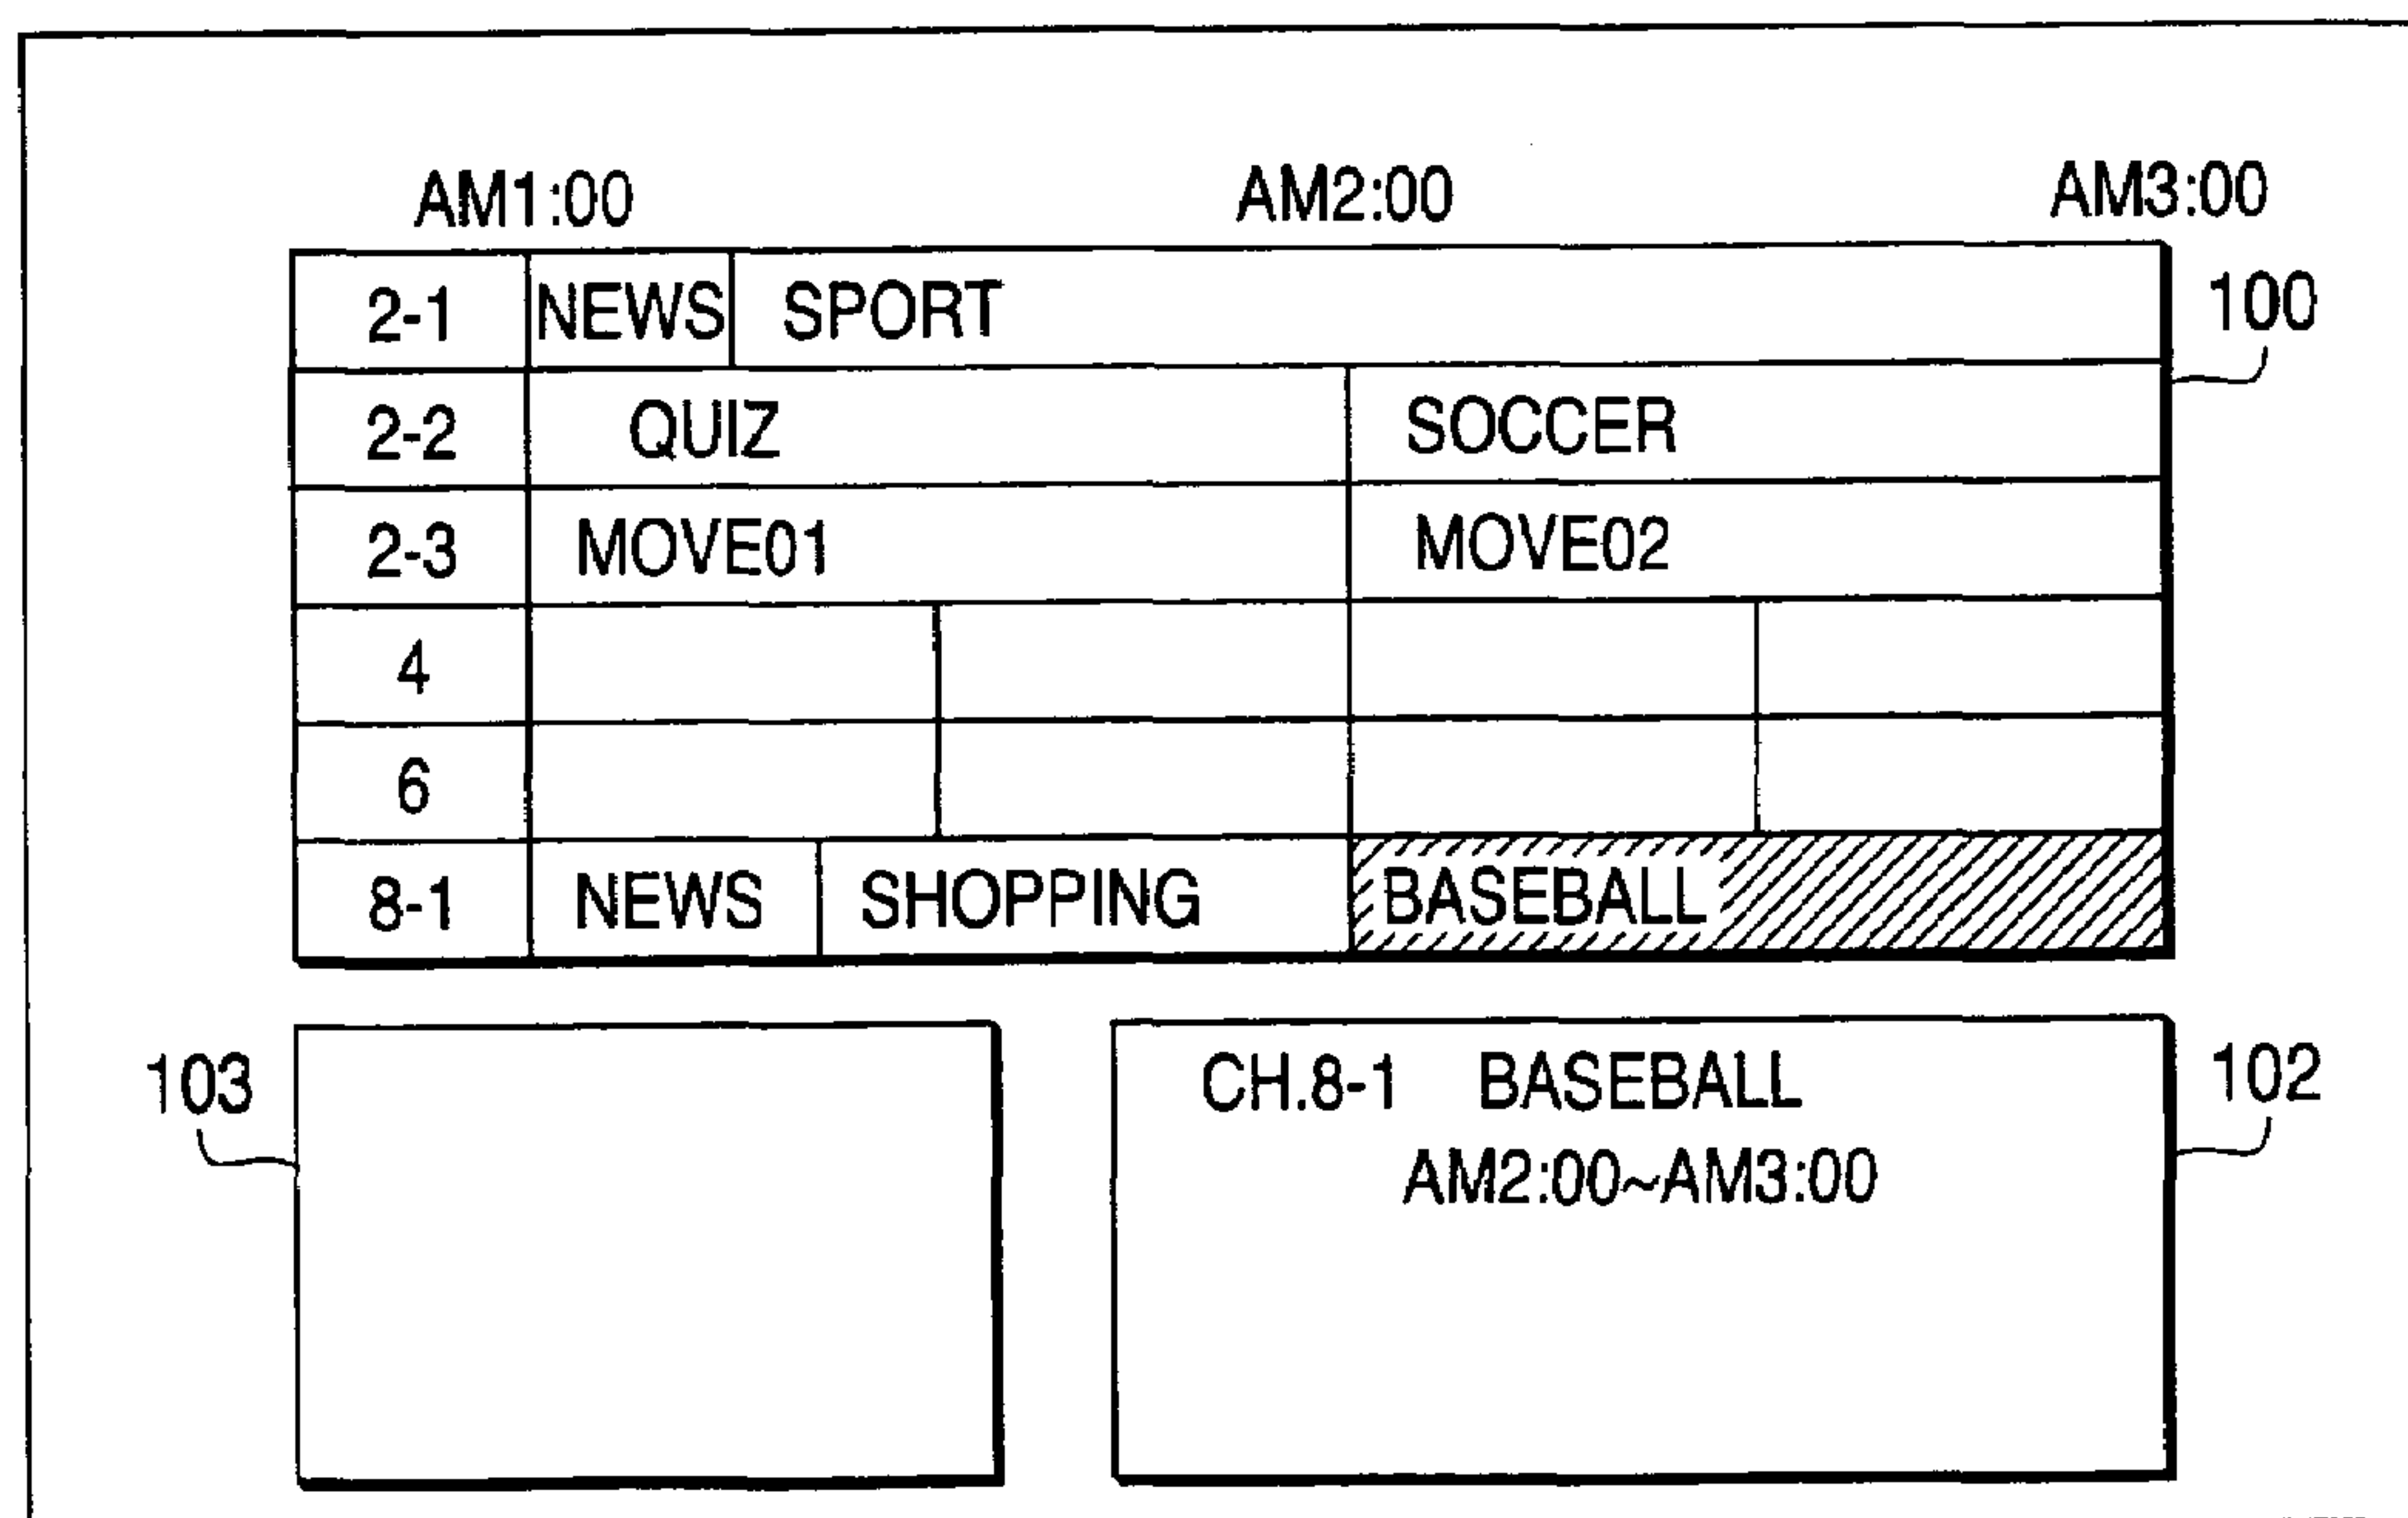 AM1:00 AM2:00 AM3:00
2-1 NEWS SPORT 100
2-2 QUIZ SOCCER
2-3 MOVE01 MOVE02
4
6
8-1 NEWS SHOPPING BASEBALL
103 CH.8-1 BASEBALL 102
AM2:00~AM3:00